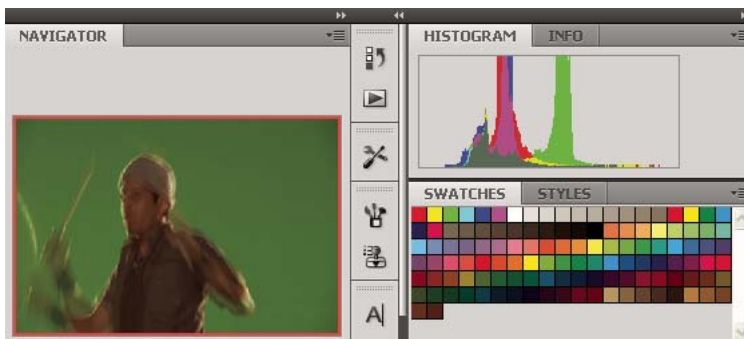 NAVIGATOR
HISTOGRAM
INFO
SWATCHES
STYLES
A